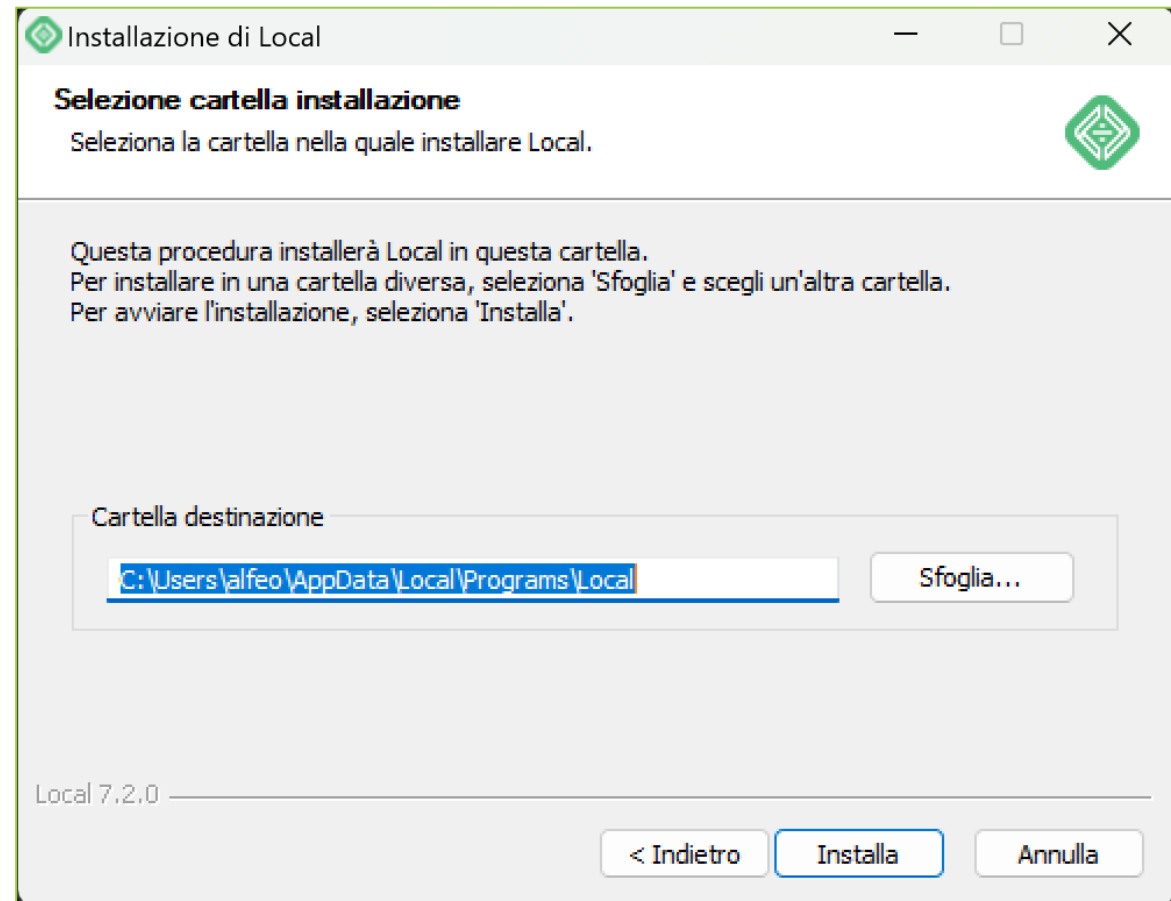 Installazione di Local
Selezione cartella installazione
Seleziona la cartella nella quale installare Local.
Questa procedura installerà Local in questa cartella.
Per installare in una cartella diversa, seleziona 'Sfoglia' e scegli un'altra cartella.
Per avviare l'installazione, seleziona 'Installa'.
Cartella destinazione
C:\Users\alfeo\AppData\Local\Programs\Local
Sfoglia...
Local 7.2.0
< Indietro
Installa
Annulla